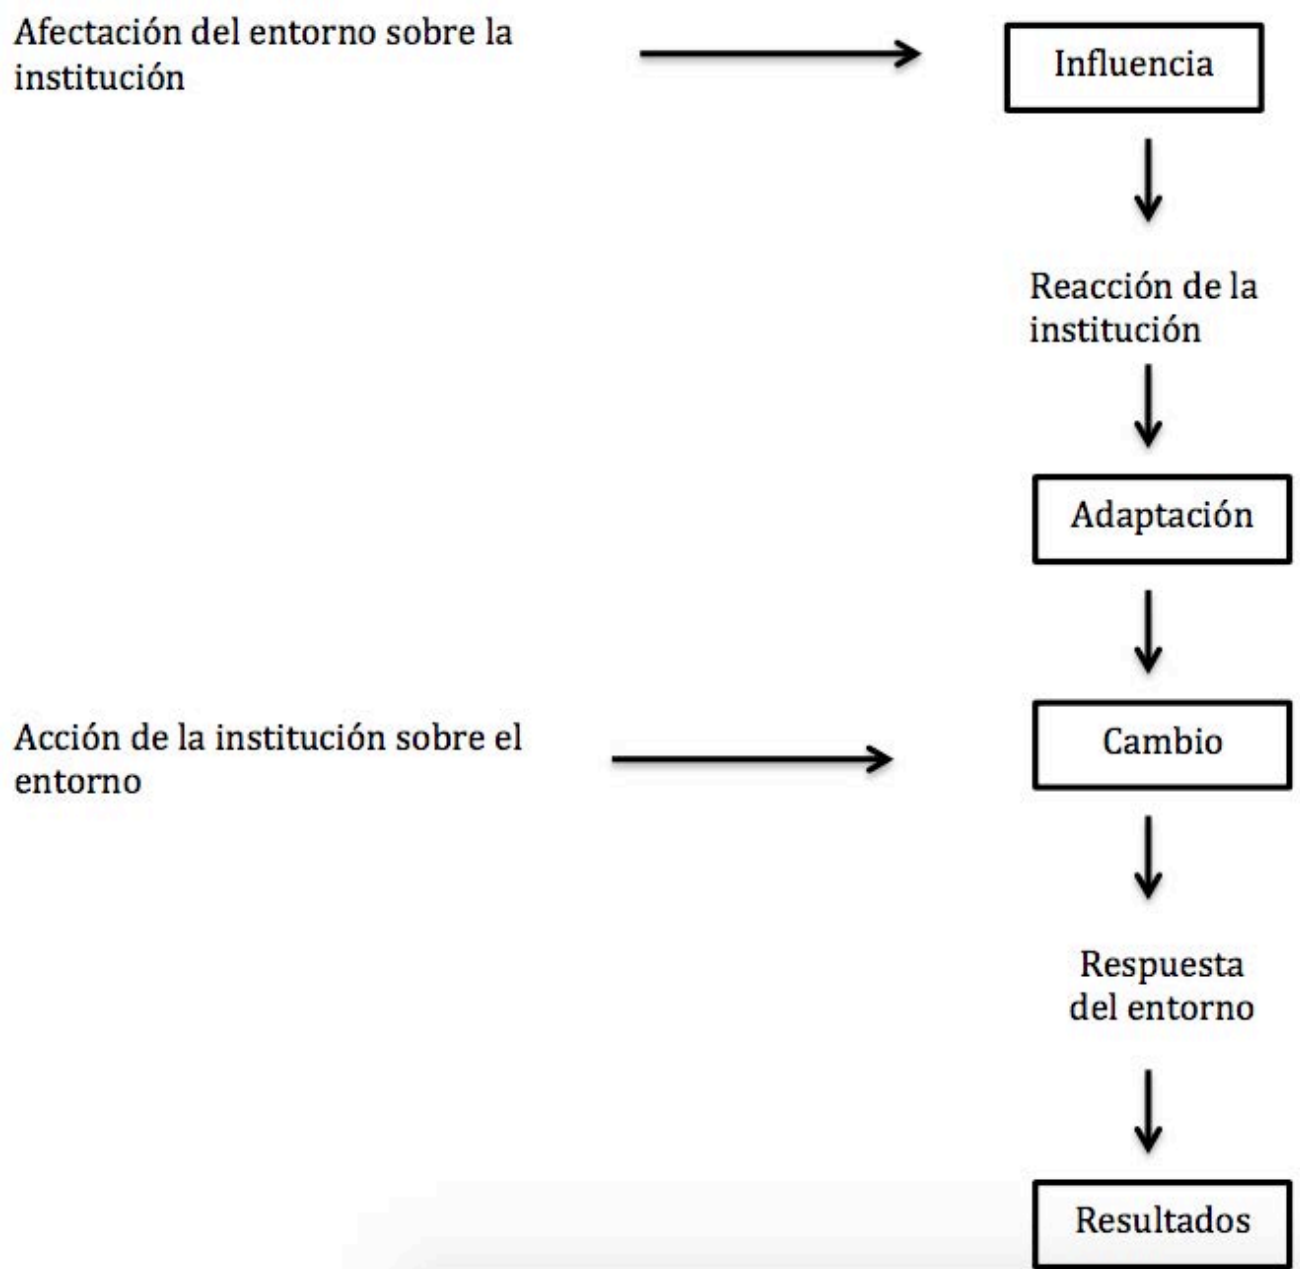 Afectación del entorno sobre la
institución
Influencia
Reacción de la
institución
Adaptación
Acción de la institución sobre el
entorno
Cambio
Respuesta
del entorno
Resultados